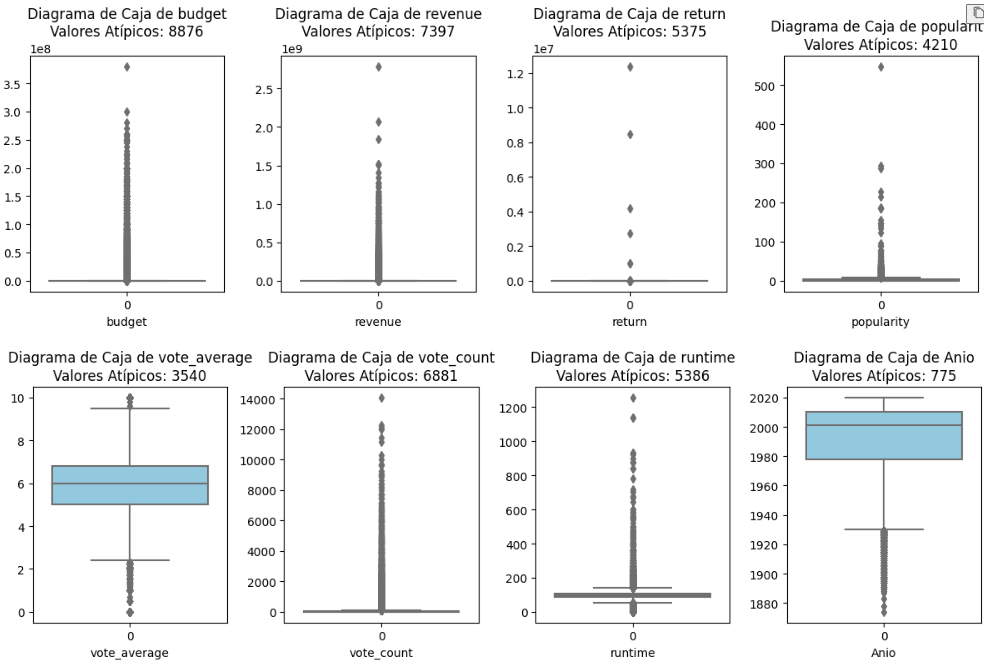 Diagrama de Caja de budget
Valores Atípicos: 8876
1e8
3.5
3.0
2.5
2.0
1.5
1.0
0.5
0.0
0
budget
Diagrama de Caja de revenue
Valores Atípicos: 7397
1e9
2.5
2.0
1.5
1.0
0.5
0.0
0
revenue
Diagrama de Caja de return
Valores Atípicos: 5375
1e7
1.2
1.0
0.8
0.6
0.4
0.2
0.0
0
return
Diagrama de Caja de popularit
Valores Atípicos: 4210
500
400
300
200
100
0
0
popularity
Diagrama de Caja de vote_average
Valores Atípicos: 3540
10
8
6
4
2
0
0
vote_average
Diagrama de Caja de vote_count
Valores Atípicos: 6881
14000
12000
10000
8000
6000
4000
2000
0
0
vote_count
Diagrama de Caja de runtime
Valores Atípicos: 5386
1200
1000
800
600
400
200
0
0
runtime
Diagrama de Caja de Anio
Valores Atípicos: 775
2020
2000
1980
1960
1940
1920
1900
1880
0
Anio